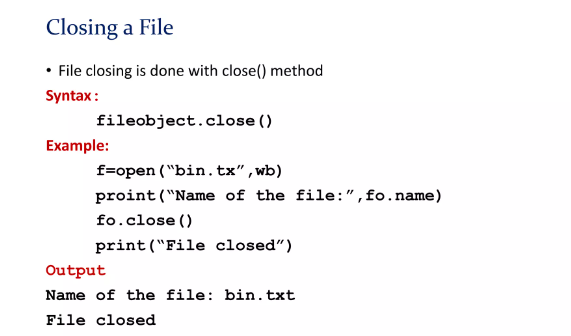 Closing a File
• File closing is done with close() method
Syntax :
fileobject.close()
Example:
f=open(“bin.tx”,wb)
proint(“Name of the file:”,fo.name)
fo.close()
print(“File closed”)
Output
Name of the file: bin.txt
File closed